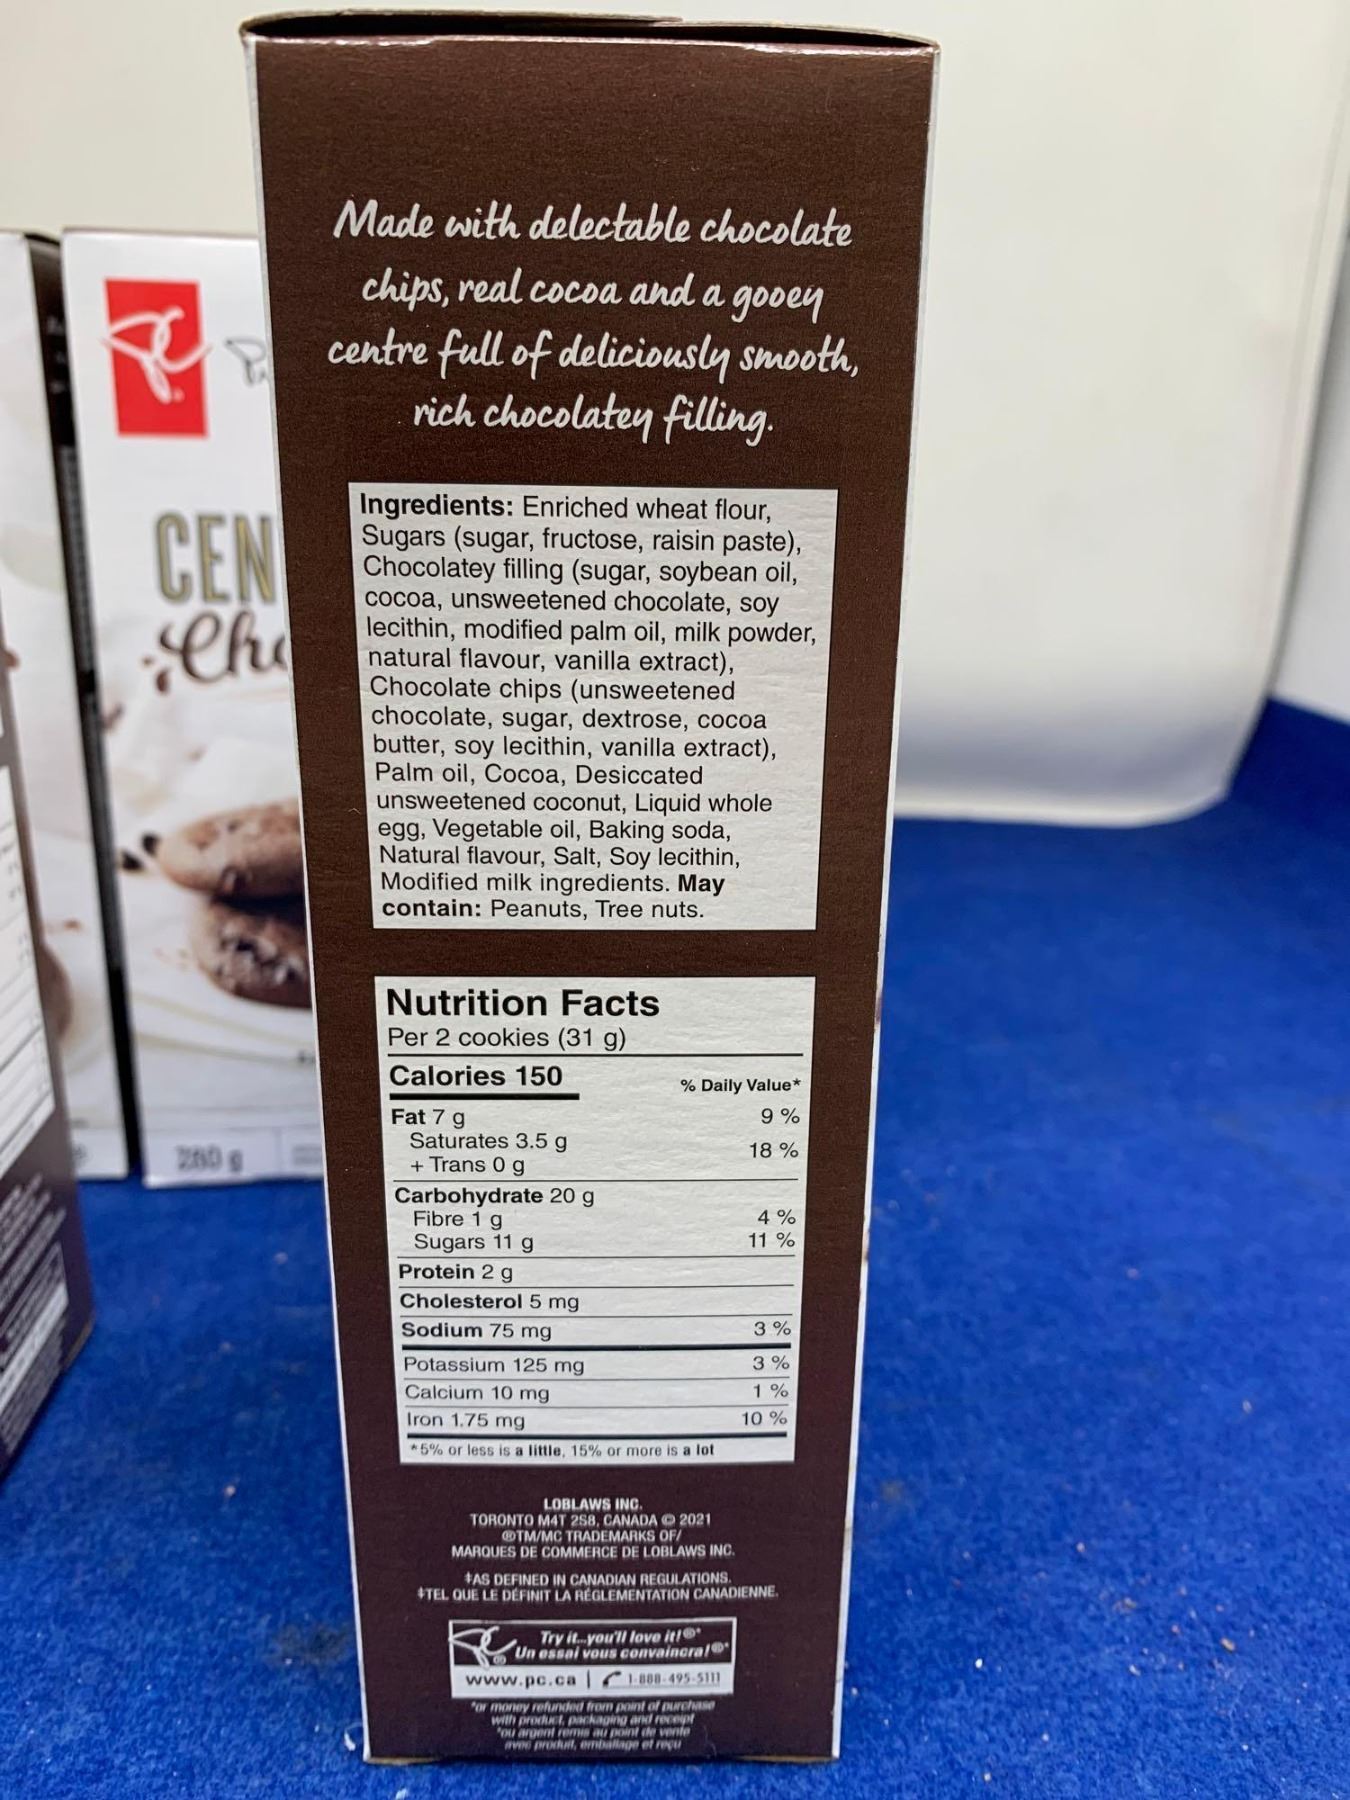 Made with delectable chocolate
chips, real cocoa and a gooey
centre full of deliciously smooth,
rich chocolatey filling.
Ingredients: Enriched wheat flour,
Sugars (sugar, fructose, raisin paste),
Chocolatey filling (sugar, soybean oil,
cocoa, unsweetened chocolate, soy
lecithin, modified palm oil, milk powder,
natural flavour, vanilla extract),
Chocolate chips (unsweetened
chocolate, sugar, dextrose, cocoa
butter, soy lecithin, vanilla extract),
Palm oil, Cocoa, Desiccated
unsweetened coconut, Liquid whole
egg, Vegetable oil, Baking soda,
Natural flavour, Salt, Soy lecithin,
Modified milk ingredients. May
contain: Peanuts, Tree nuts.
Nutrition Facts
Per 2 cookies (31 g)
Calories 150
% Daily Value*
Fat 7 g 9 %
Saturates 3.5 g
+ Trans 0 g 18 %
Carbohydrate 20 g
Fibre 1 g 4 %
Sugars 11 g 11 %
Protein 2 g
Cholesterol 5 mg
Sodium 75 mg 3 %
Potassium 125 mg 3 %
Calcium 10 mg 1 %
Iron 1.75 mg 10 %
*5% or less is a little, 15% or more is a lot
LOBLAWS INC.
TORONTO M4T 2S8, CANADA © 2021
®TM/MC TRADEMARKS OF/
MARQUES DE COMMERCE DE LOBLAWS INC.
‡AS DEFINED IN CANADIAN REGULATIONS.
‡TEL QUE LE DÉFINIT LA RÉGLEMENTATION CANADIENNE.
PC® Try it...you'll love it!®*
Un essai vous convaincra!®*
www.pc.ca | 1-888-495-5111
*or money refunded from point of purchase
with product, packaging and receipt
*ou argent remis au point de vente
avec produit, emballage et reçu
PC
CEN
Cho
280 g